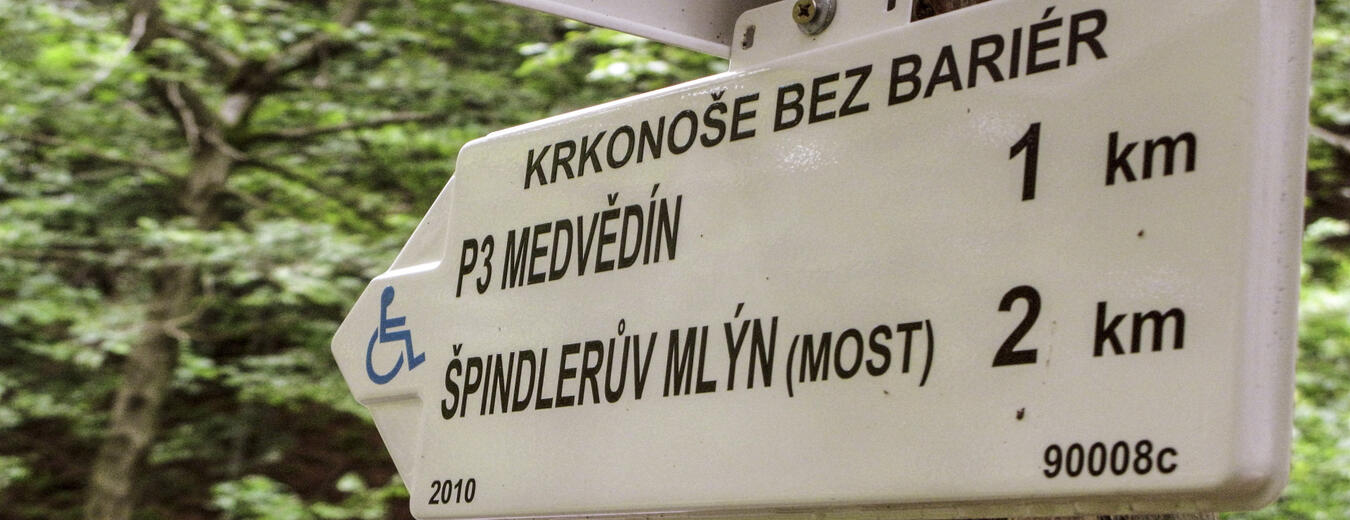 KRKONOŠE BEZ BARIÉR
P3 MEDVĚDÍN 1 km
ŠPINDLERŮV MLÝN (MOST) 2 km
2010 90008c